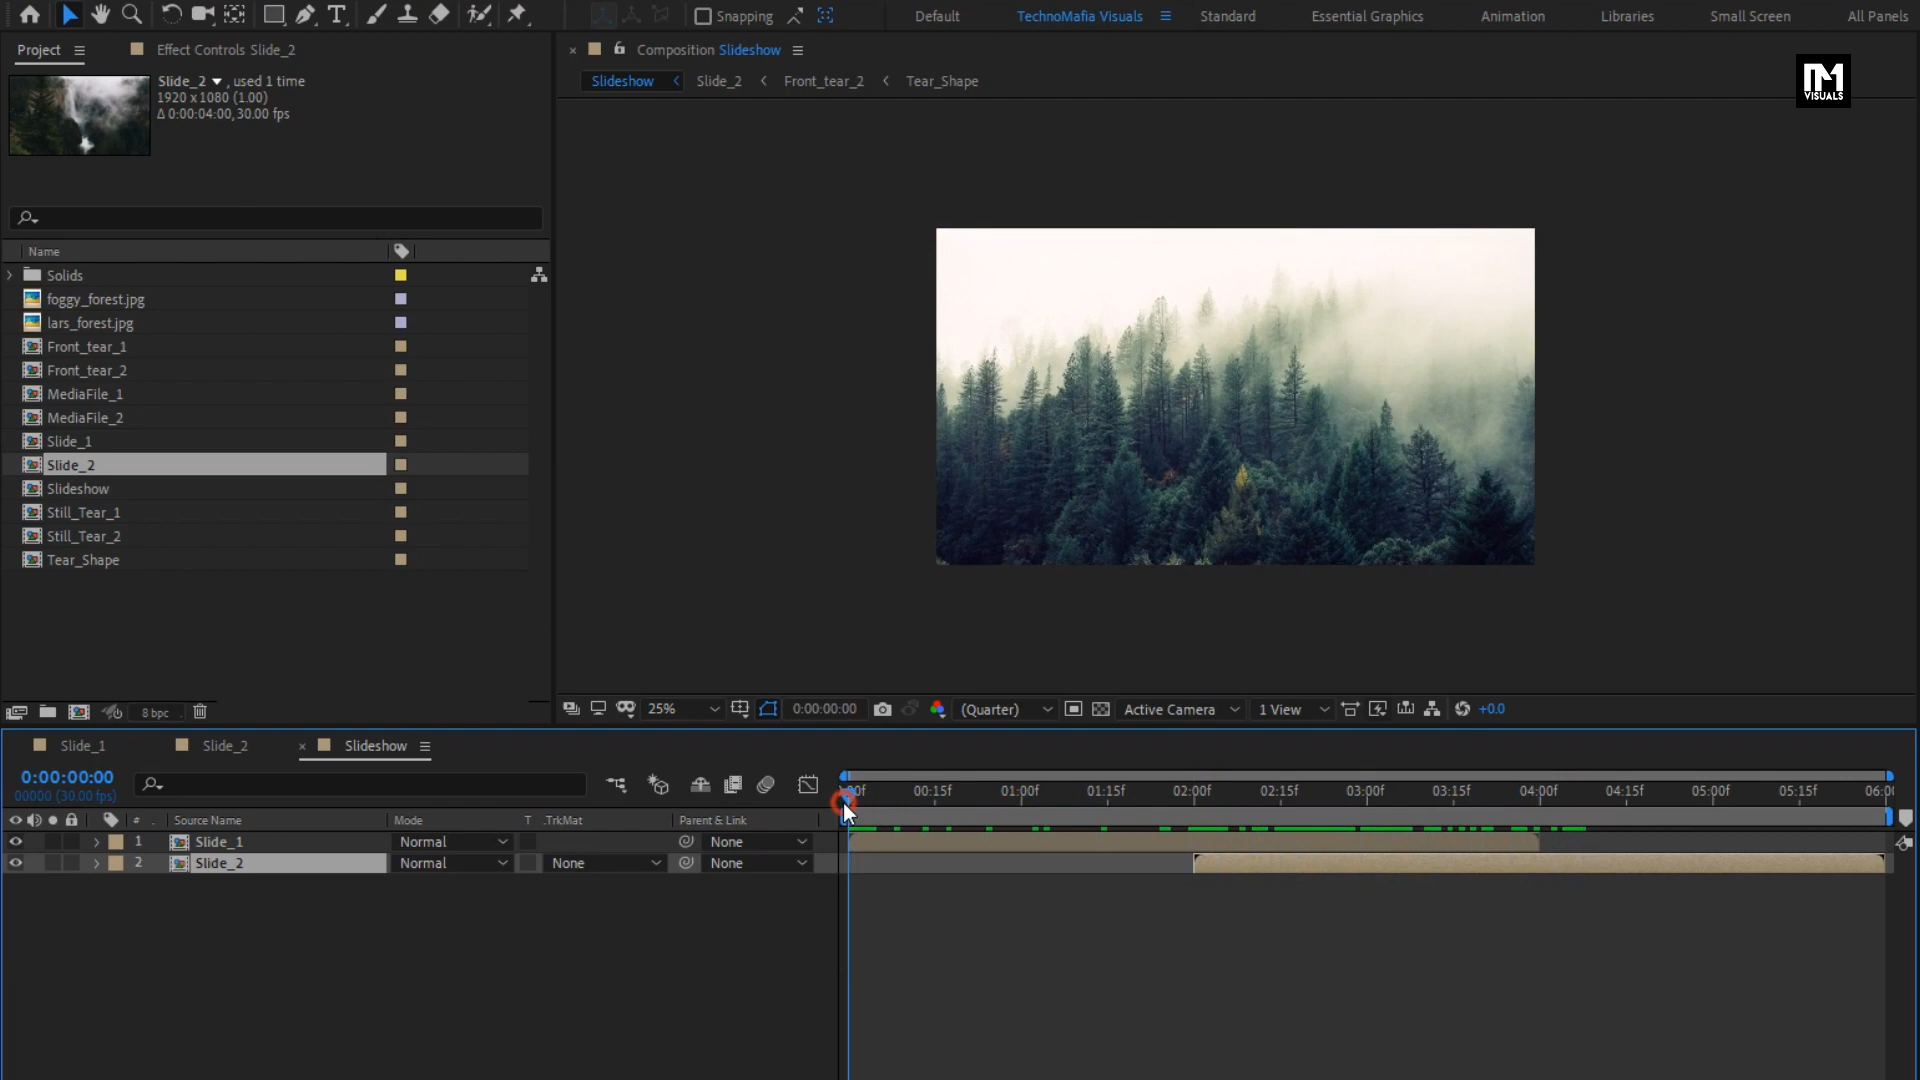 Snapping
Default
TechnoMafia Visuals
Standard
Essential Graphics
Animation
Libraries
Small Screen
All Panels
Project
Effect Controls Slide_2
Composition Slideshow
Slide_2 , used 1 time
1920 x 1080 (1.00)
Δ 0:00:04:00, 30.00 fps
Slideshow
Slide_2
Front_tear_2
Tear_Shape
VISUALS
Name
Solids
foggy_forest.jpg
lars_forest.jpg
Front_tear_1
Front_tear_2
MediaFile_1
MediaFile_2
Slide_1
Slide_2
Slideshow
Still_Tear_1
Still_Tear_2
Tear_Shape
8 bpc
25%
0:00:00:00
(Quarter)
Active Camera
1 View
+0.0
Slide_1
Slide_2
Slideshow
0:00:00:00
00000 (30.00 fps)
00:15f 01:00f 01:15f 02:00f 02:15f 03:00f 03:15f 04:00f 04:15f 05:00f 05:15f 06:00
# Source Name Mode T .TrkMat Parent & Link
1 Slide_1 Normal None
2 Slide_2 Normal None None